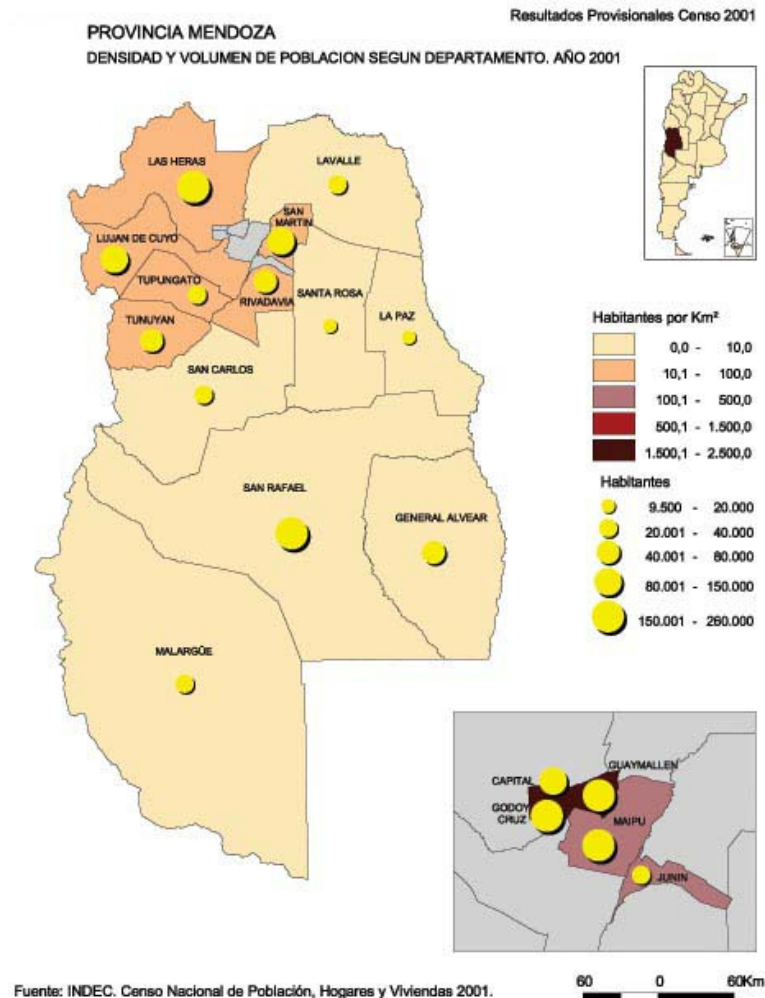 Resultados Provisionales Censo 2001
PROVINCIA MENDOZA
DENSIDAD Y VOLUMEN DE POBLACION SEGUN DEPARTAMENTO. AÑO 2001
LAS HERAS
LAVALLE
SAN
MARTIN
LUJAN DE CUYO
TUPUNGATO
RIVADAVIA
SANTA ROSA
LA PAZ
TUNUYAN
SAN CARLOS
SAN RAFAEL
GENERAL ALVEAR
MALARGÜE
Habitantes por Km²
0,0 - 10,0
10,1 - 100,0
100,1 - 500,0
500,1 - 1.500,0
1.500,1 - 2.500,0
Habitantes
9.500 - 20.000
20.001 - 40.000
40.001 - 80.000
80.001 - 150.000
150.001 - 260.000
GUAYMALLEN
CAPITAL
GODOY
CRUZ
MAIPU
JUNIN
Fuente: INDEC. Censo Nacional de Población, Hogares y Viviendas 2001.
60 0 60Km